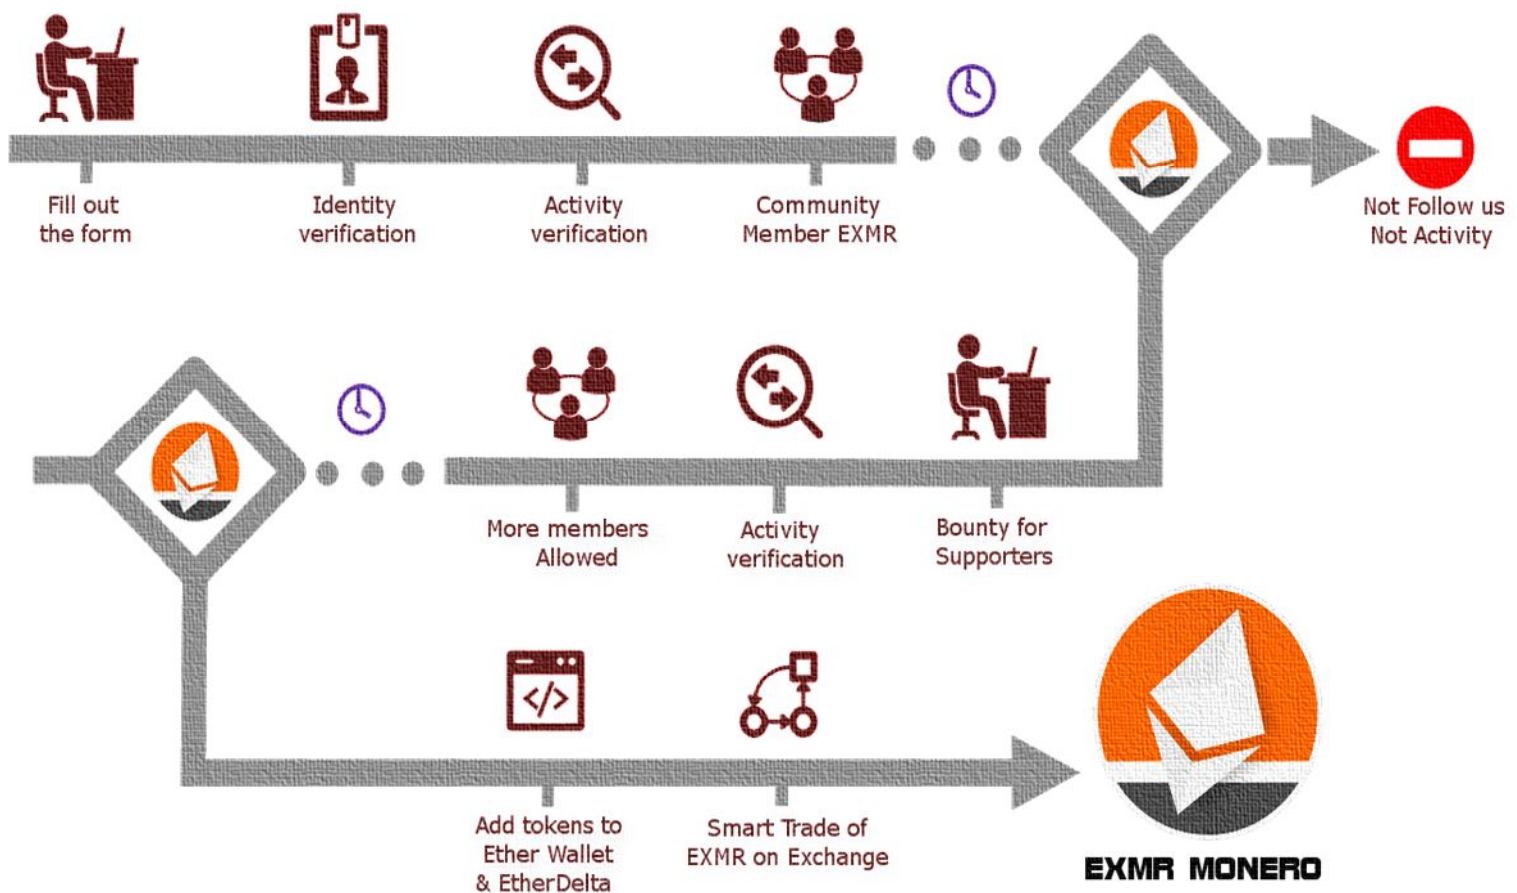 Fill out
the form
Identity
verification
Activity
verification
Community
Member EXMR
Not Follow us
Not Activity
More members
Allowed
Activity
verification
Bounty for
Supporters
</>
Add tokens to
Ether Wallet
& EtherDelta
Smart Trade of
EXMR on Exchange
EXMR MONERO